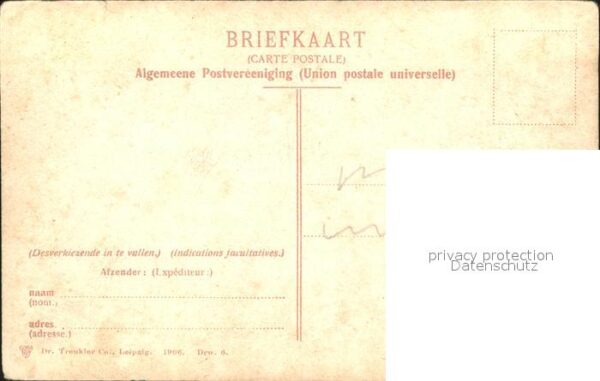 BRIEFKAART
(CARTE POSTALE)
Algemeene Postvereeniging (Union postale universelle)
(Desverkiezende in te vullen.) (indications facultatives.)
Afzender: (Expéditeur:)
naam
(nom.)
adres
(adresse.)
Dr. Trenkler Co., Leipzig. 1906. Dro. 6.
privacy protection
Datenschutz